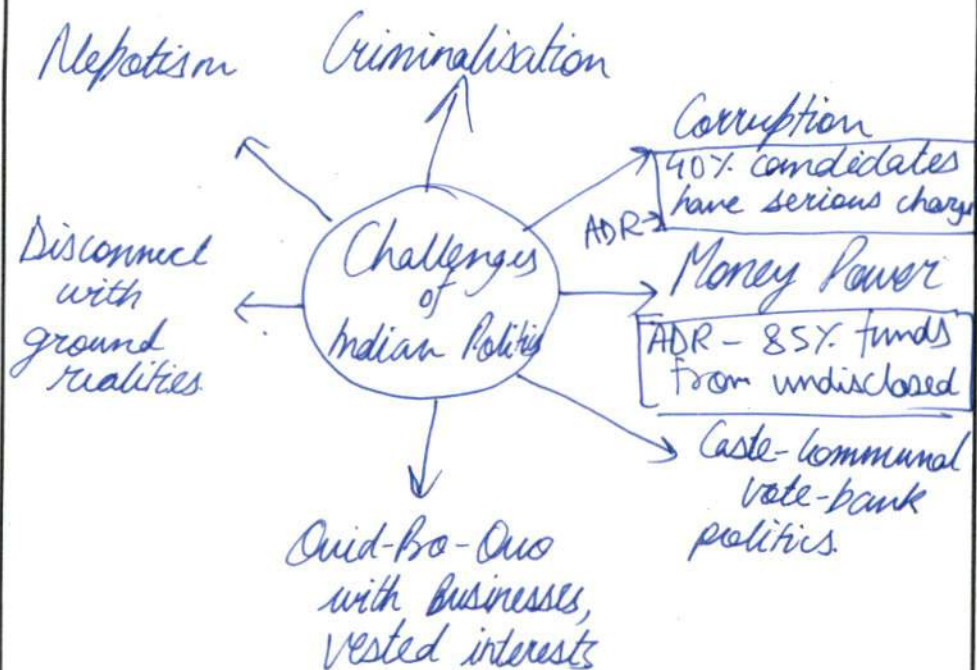 Nepotism
Criminalisation
Corruption
40% candidates
have serious charge
ADR→
Challenges
of
Indian Politics
Disconnect
with
ground
realities
Money Power
ADR - 85% funds
from undisclosed
Caste-Communal
vote-bank
politics.
Quid-Pro-Quo
with Businesses,
vested interests